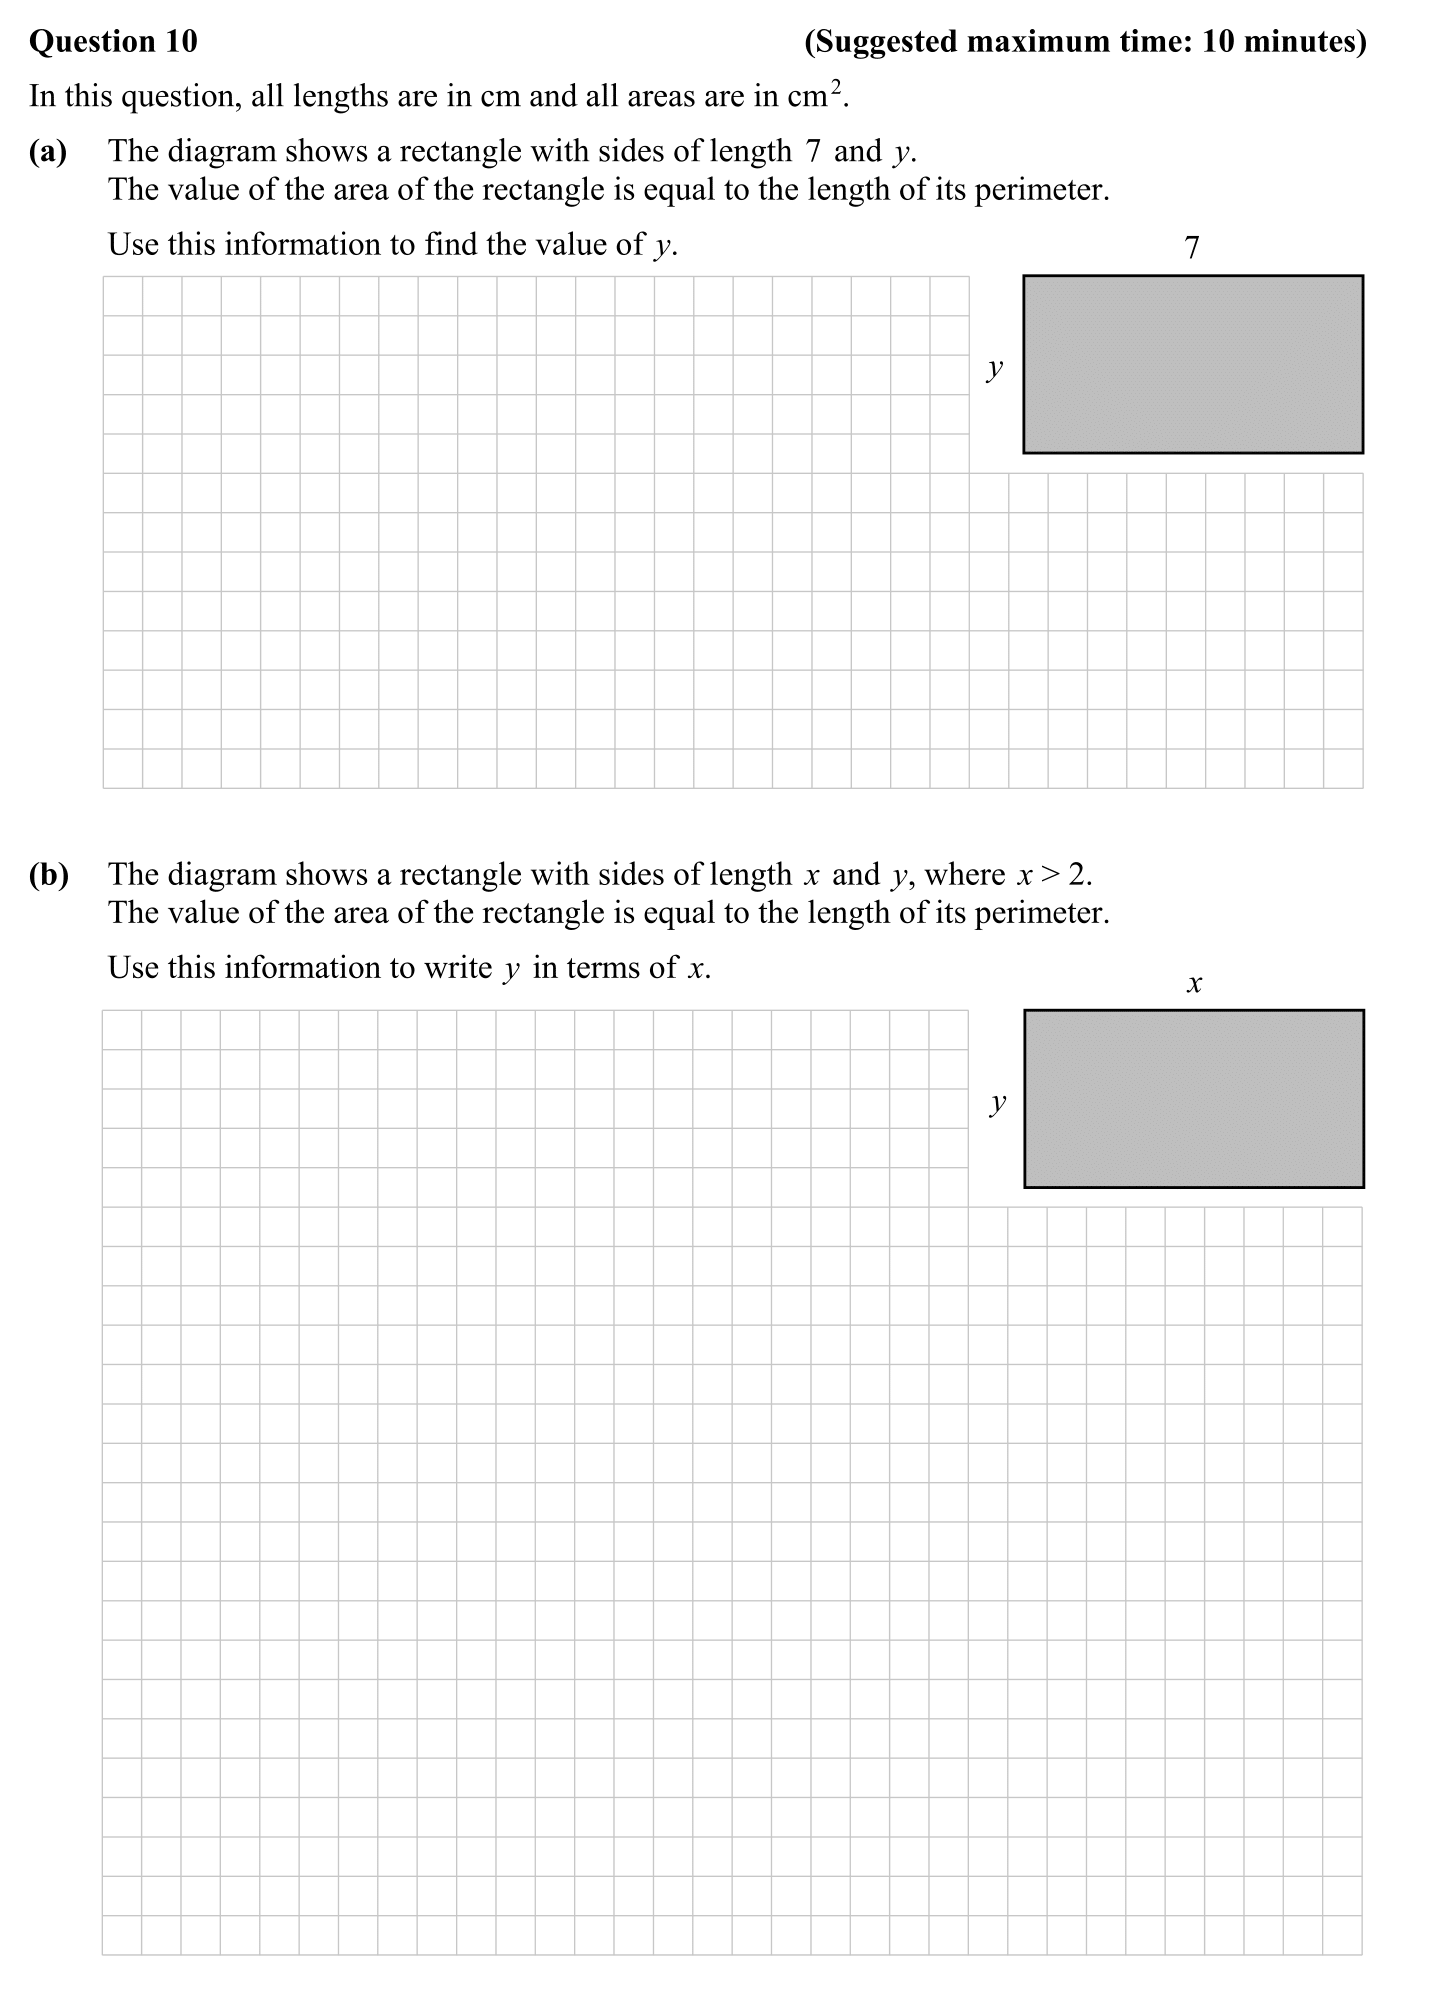 Question 10 (Suggested maximum time: 10 minutes)
In this question, all lengths are in cm and all areas are in cm².
(a) The diagram shows a rectangle with sides of length 7 and y.
The value of the area of the rectangle is equal to the length of its perimeter.
Use this information to find the value of y.
7
y
(b) The diagram shows a rectangle with sides of length x and y, where x > 2.
The value of the area of the rectangle is equal to the length of its perimeter.
Use this information to write y in terms of x.
x
y